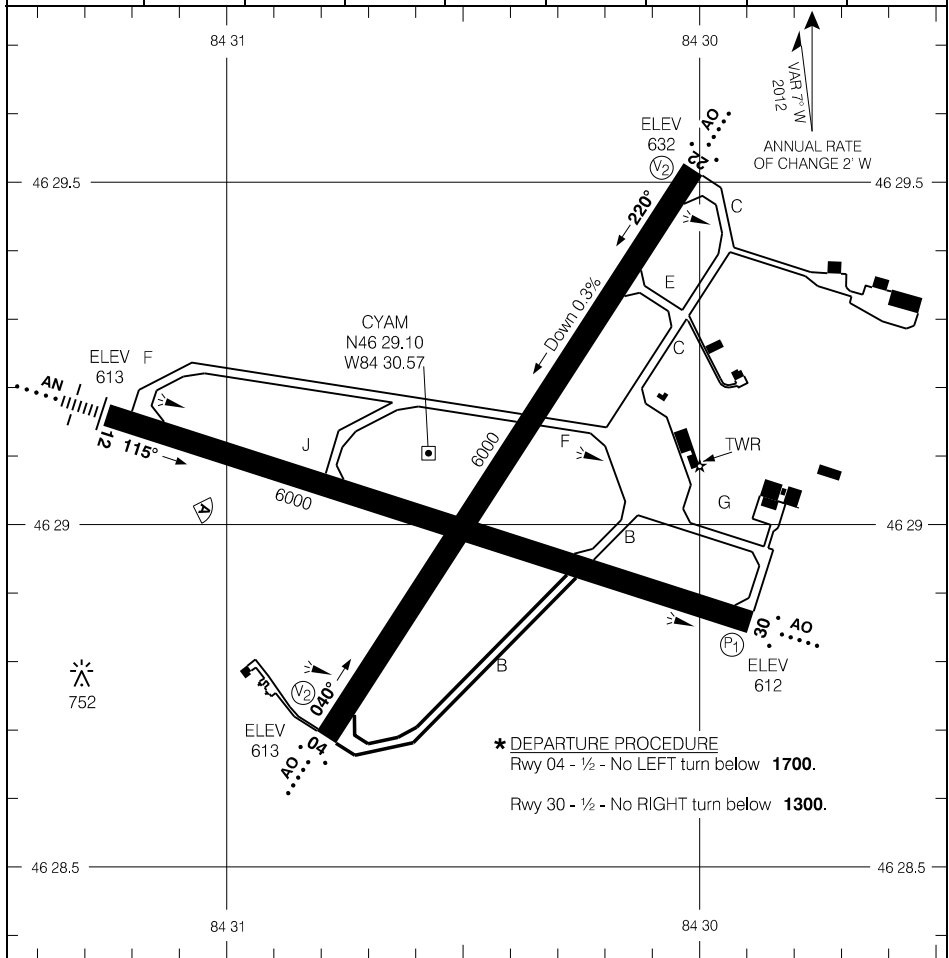 84 31
84 30
VAR 7° W
2012
ANNUAL RATE
OF CHANGE 2' W
ELEV
632
AO
22
V2
46 29.5
46 29.5
220°
C
E
Down 0.3%
CYAM
N46 29.10
W84 30.57
C
ELEV
613
F
AN
12
115°
J
6000
6000
F
TWR
G
A
46 29
46 29
B
30
AO
P1
ELEV
612
B
752
V2
040°
ELEV
613
04
AO
* DEPARTURE PROCEDURE
Rwy 04 - ½ - No LEFT turn below 1700.
Rwy 30 - ½ - No RIGHT turn below 1300.
46 28.5
46 28.5
84 31
84 30